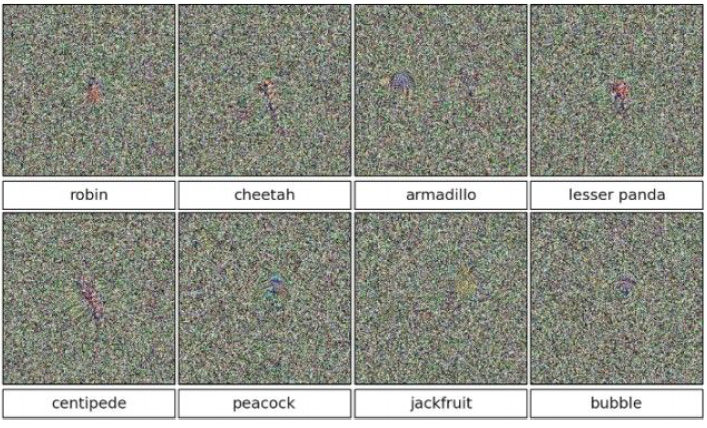 robin
cheetah
armadillo
lesser panda
centipede
peacock
jackfruit
bubble